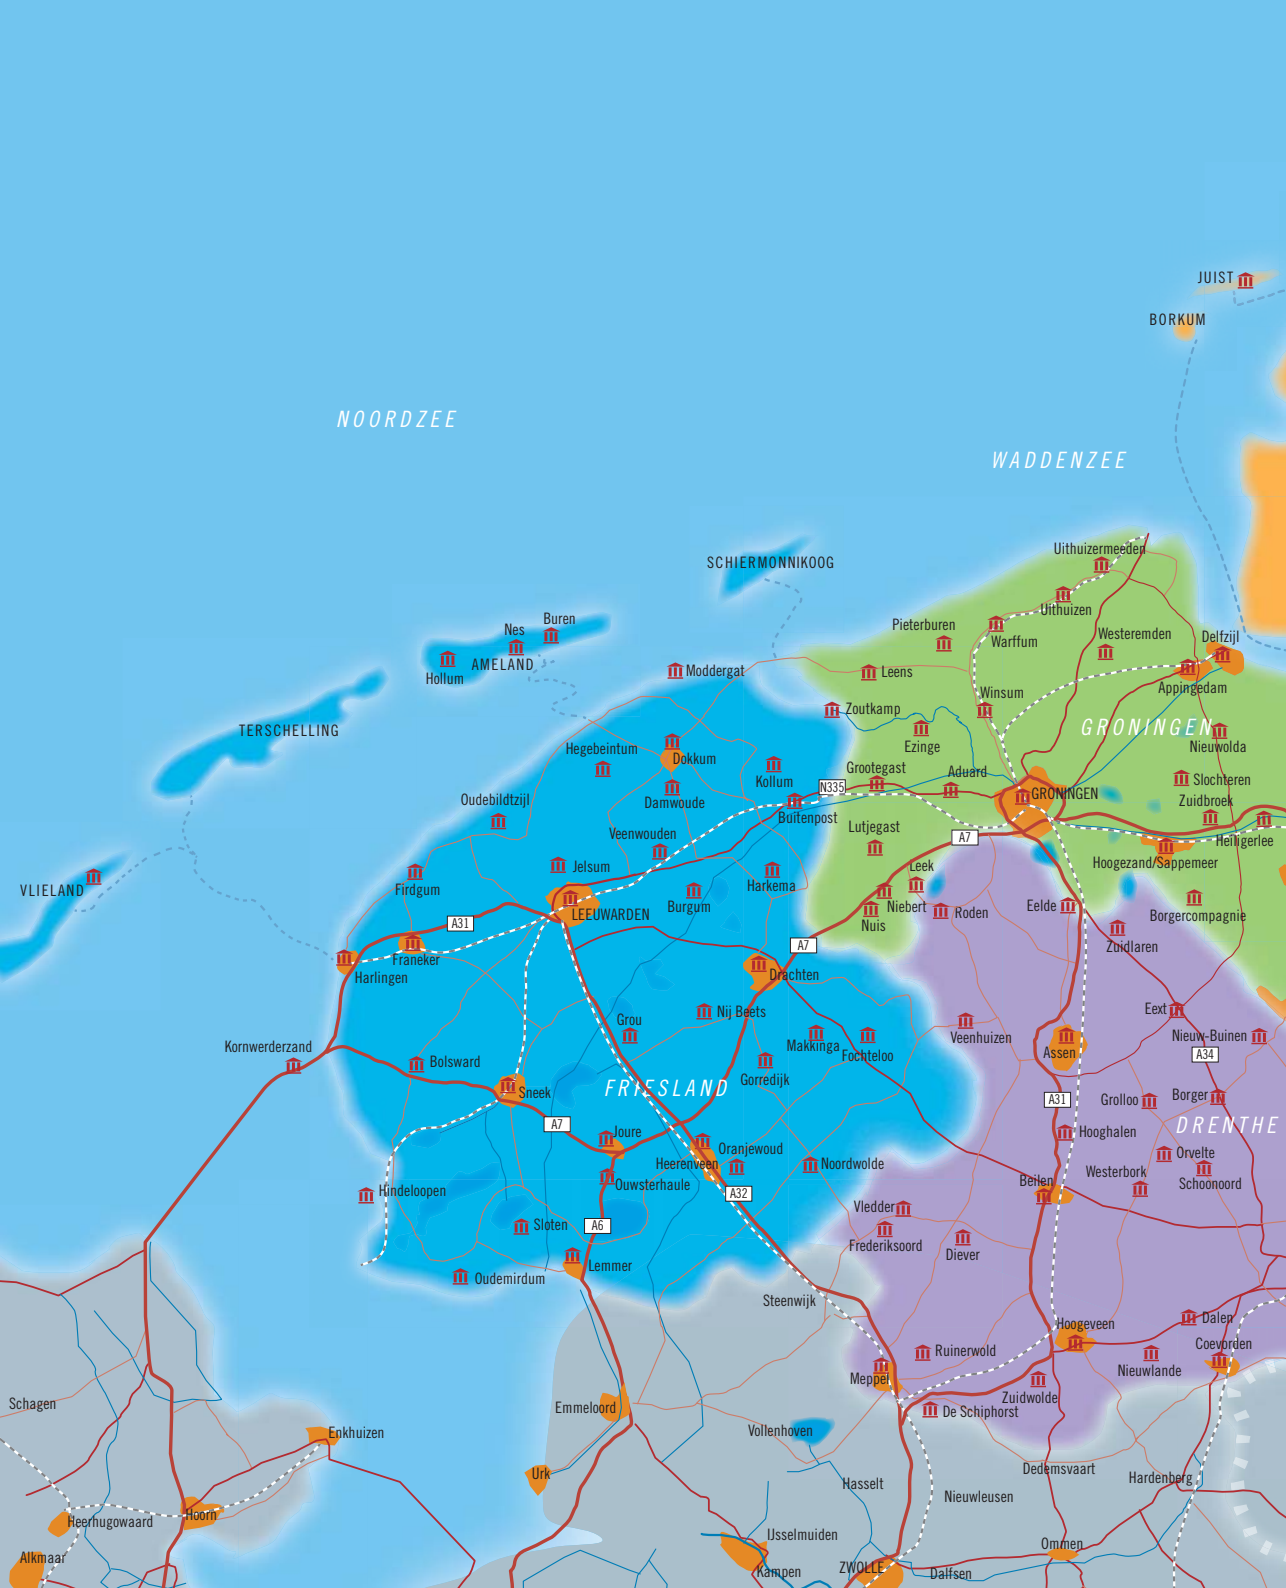 JUIST
BORKUM
NOORDZEE
WADDENZEE
Uithuizermeeden
SCHIERMONNIKOOG
Uithuizen
Buren
Nes
Pieterburen
Warffum
Westeremden
Delfzijl
AMELAND
Hollum
Moddergat
Leens
Appingedam
Winsum
Zoutkamp
TERSCHELLING
GRONINGEN
Ezinge
Nieuwolda
Hegebeintum
Dokkum
Kollum
Grootegast
Aduard
Slochteren
N335
GRONINGEN
Oudebildtzijl
Damwoude
Zuidbroek
Buitenpost
Lutjegast
Veenwouden
A7
Heiligerlee
Jelsum
Leek
Hoogezand/Sappemeer
Firdgum
Harkema
VLIELAND
Burgum
Niebert
Roden
Eelde
LEEUWARDEN
Borgercompagnie
A31
Nuis
A7
Zuidlaren
Franeker
Harlingen
Drachten
Eext
Nij Beets
Grou
Veenhuizen
Nieuw-Buinen
Kornwerderzand
Makkinga
Fochteloo
Assen
A34
Bolsward
Gorredijk
FRIESLAND
Sneek
A31
Grolloo
Borger
A7
DRENTHE
Joure
Hooghalen
Oranjewoud
Orvelte
Heerenveen
Noordwolde
Westerbork
Schoonoord
Ouwsterhaule
Beilen
Hindeloopen
A32
Vledder
Sloten
A6
Frederiksoord
Diever
Lemmer
Oudemirdum
Steenwijk
Dalen
Hoogeveen
Coevorden
Ruinerwold
Nieuwlande
Meppel
Zuidwolde
Schagen
Emmeloord
De Schiphorst
Enkhuizen
Vollenhoven
Urk
Dedemsvaart
Hardenberg
Hasselt
Nieuwleusen
Hoorn
Heerhugowaard
IJsselmuiden
Ommen
Alkmaar
Kampen
ZWOLLE
Dalfsen